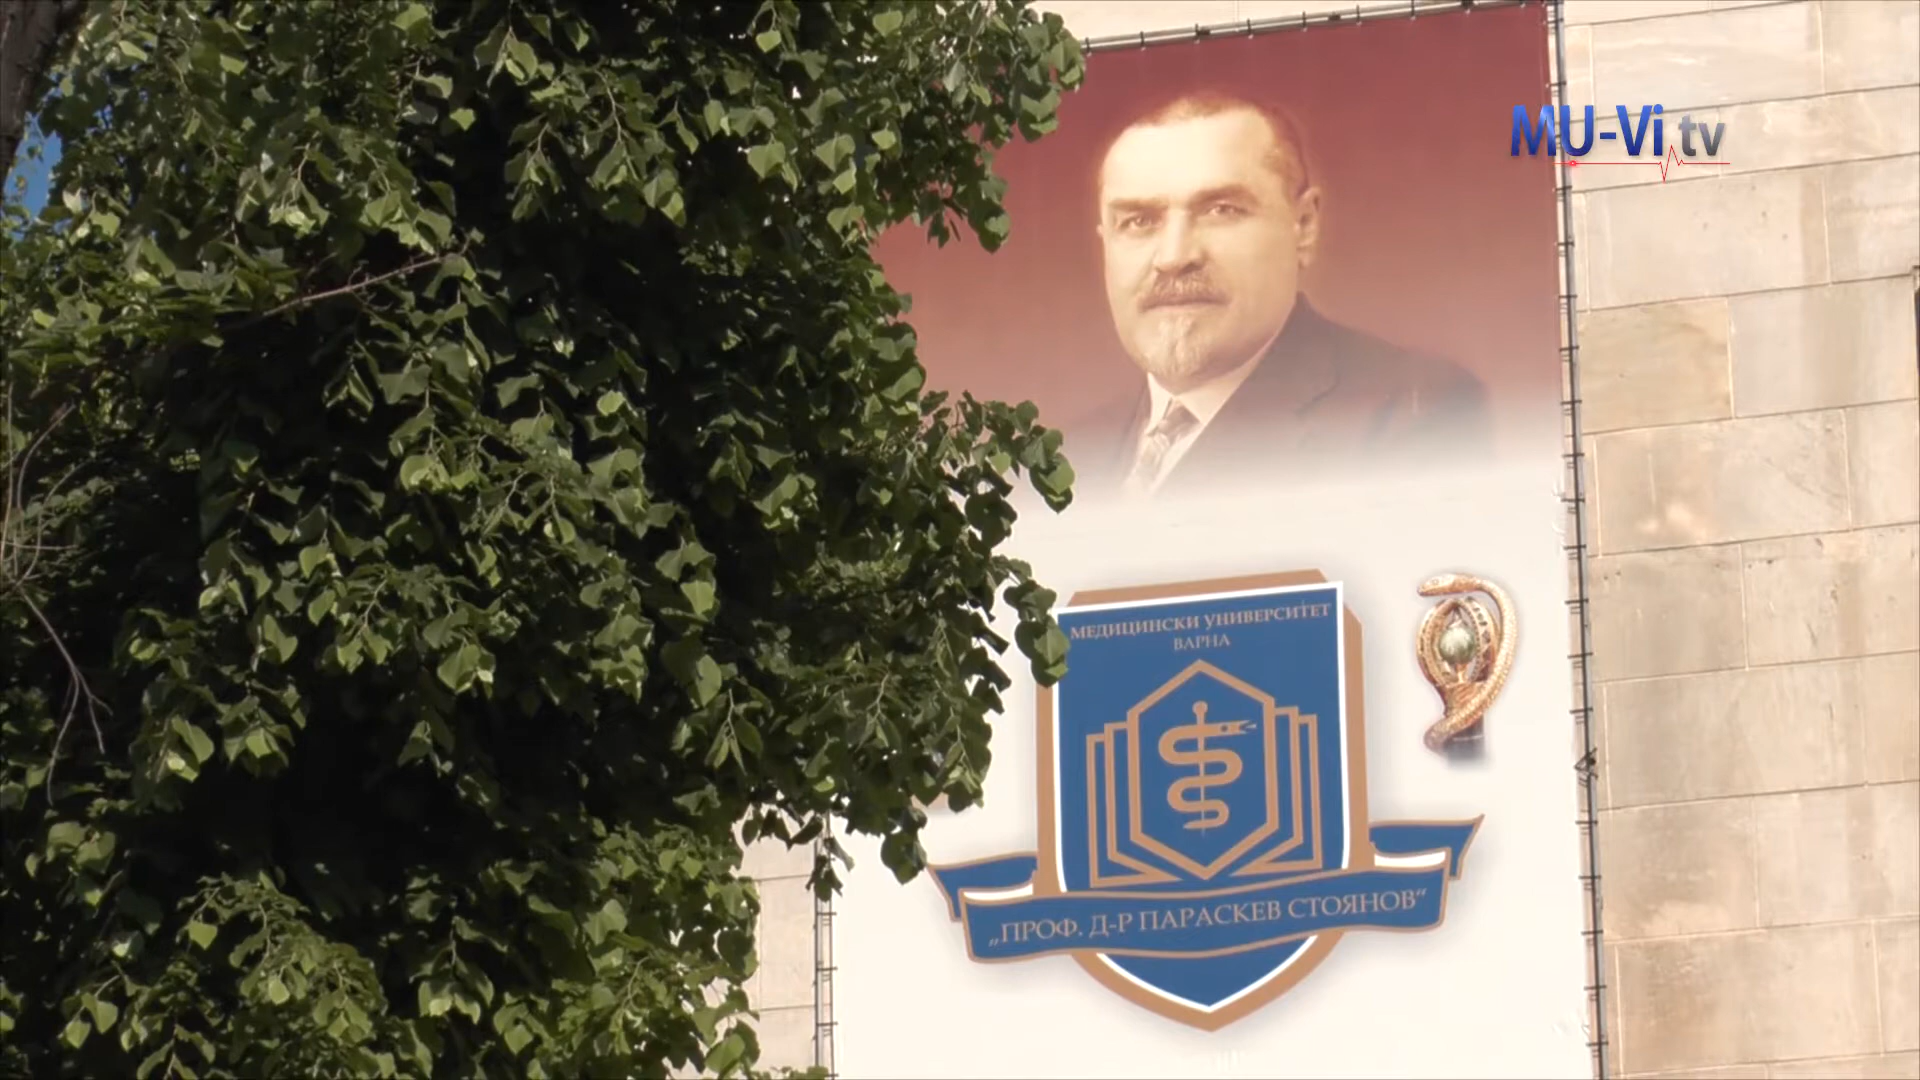 MU-Vi tv
МЕДИЦИНСКИ УНИВЕРСИТЕТ
ВАРНА
„ПРОФ. Д-Р ПАРАСКЕВ СТОЯНОВ“